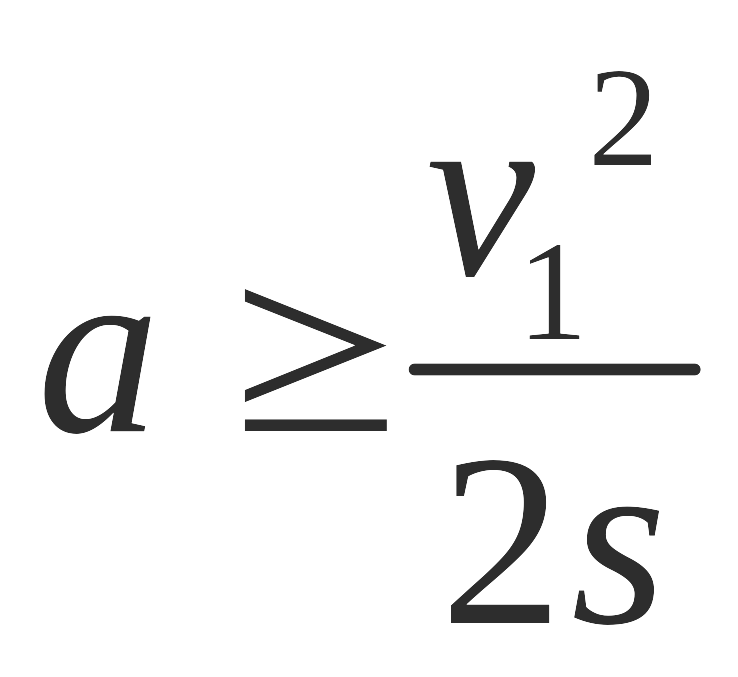 a ≥ v₁² / 2s